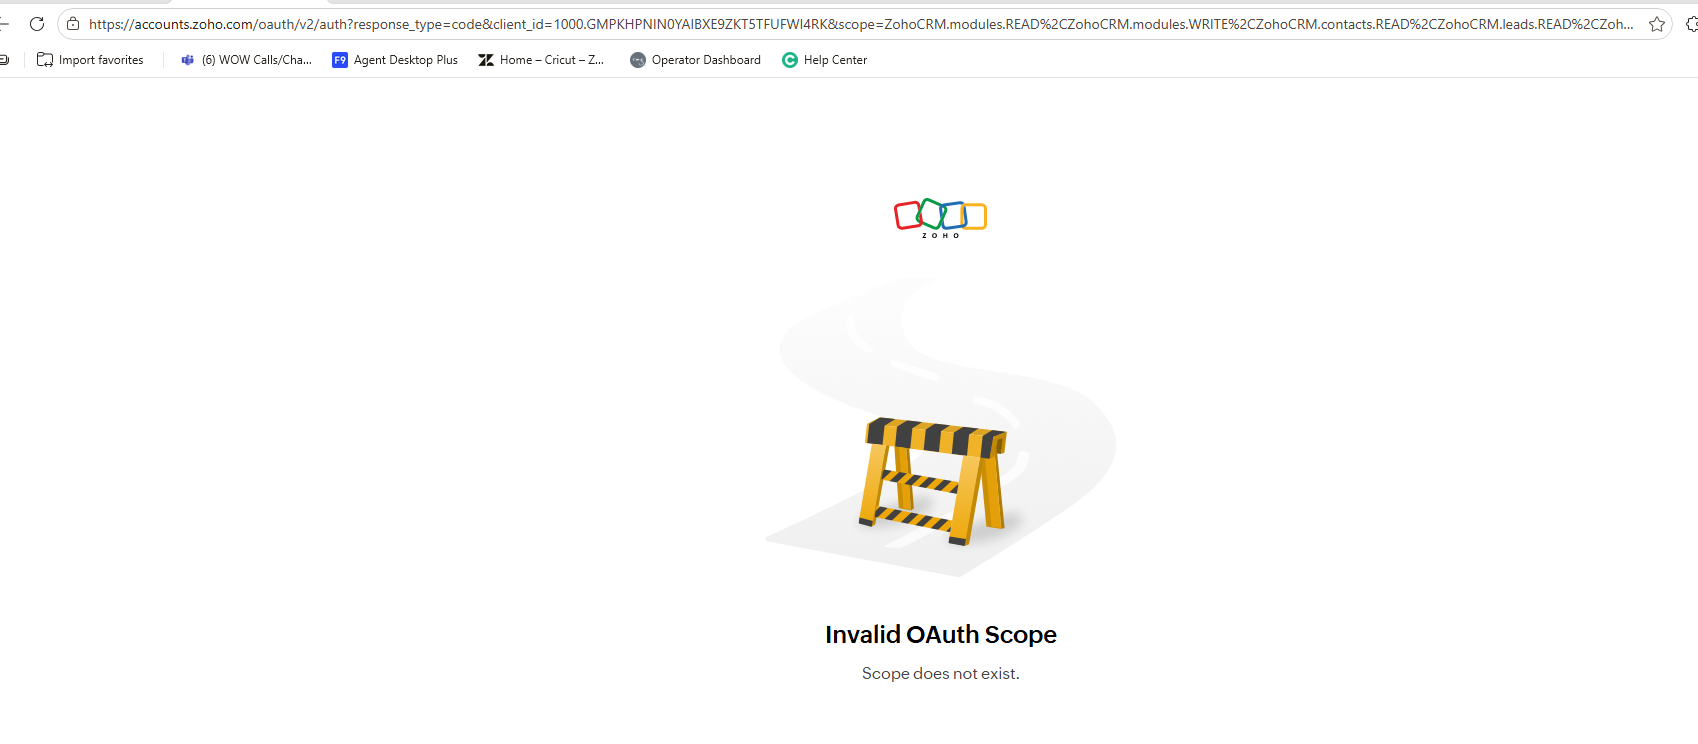 https://accounts.zoho.com/oauth/v2/auth?response_type=code&client_id=1000.GMPKHPNIN0YAIBXE9ZKT5TFUFWI4RK&scope=ZohoCRM.modules.READ%2CZohoCRM.modules.WRITE%2CZohoCRM.contacts.READ%2CZohoCRM.leads.READ%2CZoh...
Import favorites
(6) WOW Calls/Cha...
F9 Agent Desktop Plus
Home – Cricut – Z...
Operator Dashboard
Help Center
ZOHO
Invalid OAuth Scope
Scope does not exist.